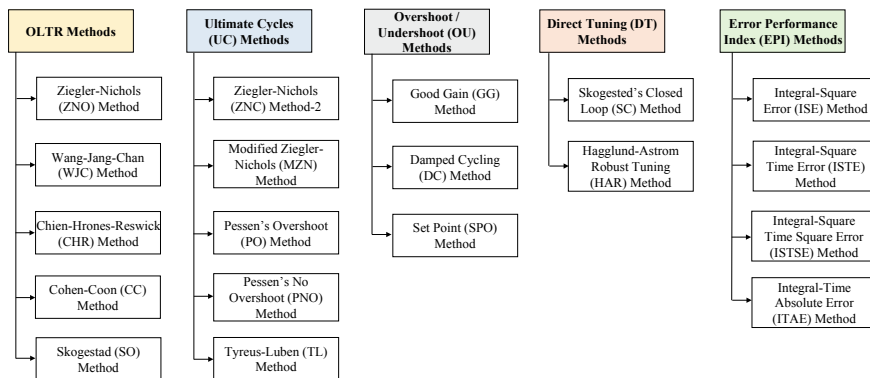 OLTR Methods
Ziegler-Nichols
(ZNO) Method
Wang-Jang-Chan
(WJC) Method
Chien-Hrones-Reswick
(CHR) Method
Cohen-Coon (CC)
Method
Skogestad (SO)
Method
Ultimate Cycles
(UC) Methods
Ziegler-Nichols
(ZNC) Method-2
Modified Ziegler-
Nichols (MZN)
Method
Pessen's Overshoot
(PO) Method
Pessen's No
Overshoot (PNO)
Method
Tyreus-Luben (TL)
Method
Overshoot /
Undershoot (OU)
Methods
Good Gain (GG)
Method
Damped Cycling
(DC) Method
Set Point (SPO)
Method
Direct Tuning (DT)
Methods
Skogested's Closed
Loop (SC) Method
Hagglund-Astrom
Robust Tuning
(HAR) Method
Error Performance
Index (EPI) Methods
Integral-Square
Error (ISE) Method
Integral-Square
Time Error (ISTE)
Method
Integral-Square
Time Square Error
(ISTSE) Method
Integral-Time
Absolute Error
(ITAE) Method